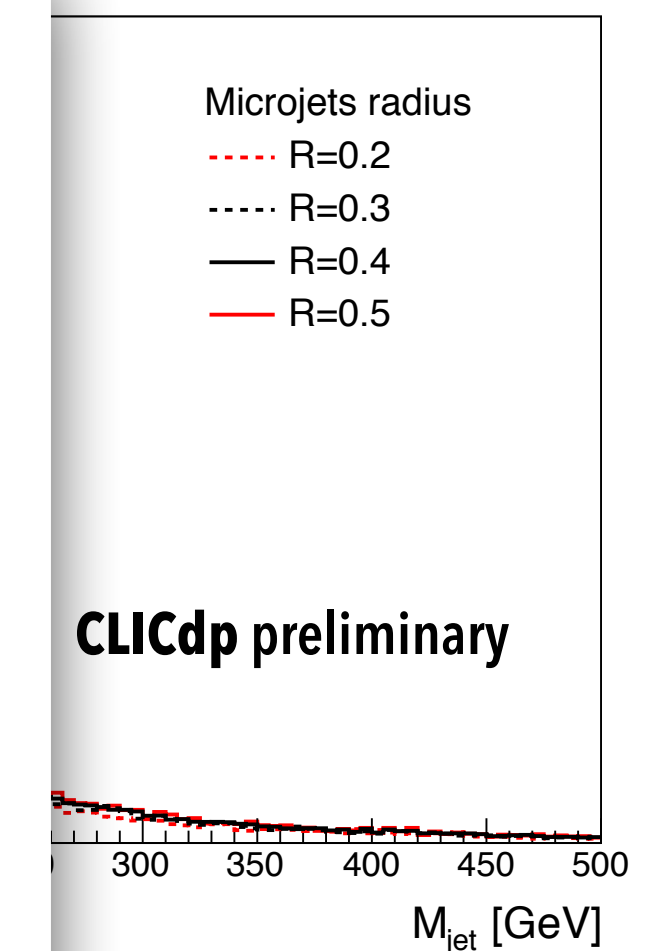 Microjets radius
R=0.2
R=0.3
R=0.4
R=0.5
CLICdp preliminary
300 350 400 450 500
M_jet [GeV]